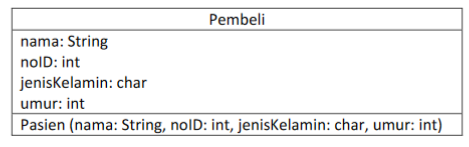 Pembeli
nama: String
noID: int
jenisKelamin: char
umur: int
Pasien (nama: String, noID: int, jenisKelamin: char, umur: int)